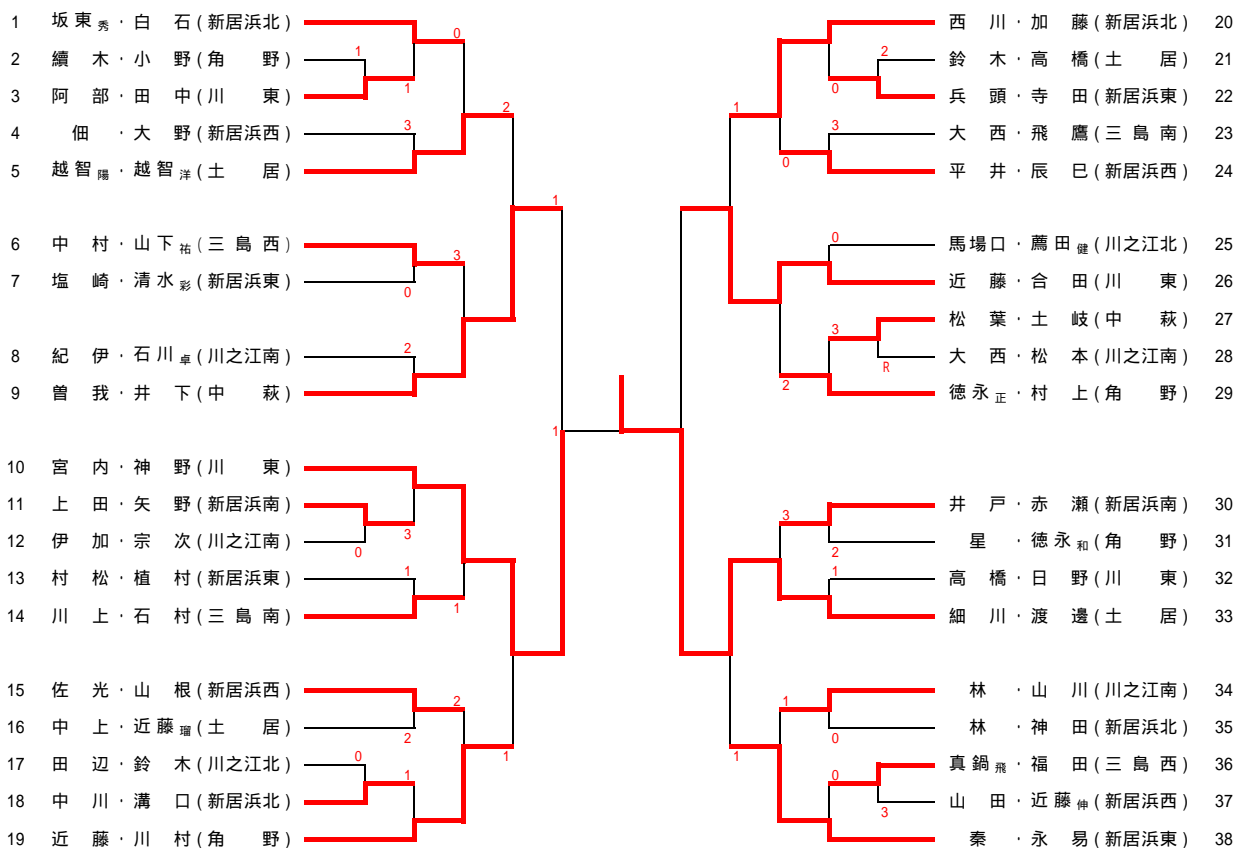 1 坂東秀・白石(新居浜北)
2 續木・小野(角野)
3 阿部・田中(川東)
4 佃・大野(新居浜西)
5 越智陽・越智洋(土居)
6 中村・山下祐(三島西)
7 塩崎・清水彩(新居浜東)
8 紀伊・石川卓(川之江南)
9 曽我・井下(中萩)
10 宮内・神野(川東)
11 上田・矢野(新居浜南)
12 伊加・宗次(川之江南)
13 村松・植村(新居浜東)
14 川上・石村(三島南)
15 佐光・山根(新居浜西)
16 中上・近藤瑠(土居)
17 田辺・鈴木(川之江北)
18 中川・溝口(新居浜北)
19 近藤・川村(角野)
1
1
0
3
2
0
3
2
1
1
0
3
1
1
2
2
0
1
1
西川・加藤(新居浜北) 20
鈴木・高橋(土居) 21
兵頭・寺田(新居浜東) 22
大西・飛鷹(三島南) 23
平井・辰巳(新居浜西) 24
馬場口・薦田健(川之江北) 25
近藤・合田(川東) 26
松葉・土岐(中萩) 27
大西・松本(川之江南) 28
徳永正・村上(角野) 29
井戸・赤瀬(新居浜南) 30
星・徳永和(角野) 31
高橋・日野(川東) 32
細川・渡邊(土居) 33
林・山川(川之江南) 34
林・神田(新居浜北) 35
真鍋飛・福田(三島西) 36
山田・近藤伸(新居浜西) 37
秦・永易(新居浜東) 38
2
0
1
3
0
0
3
R
2
3
2
1
1
0
1
0
3